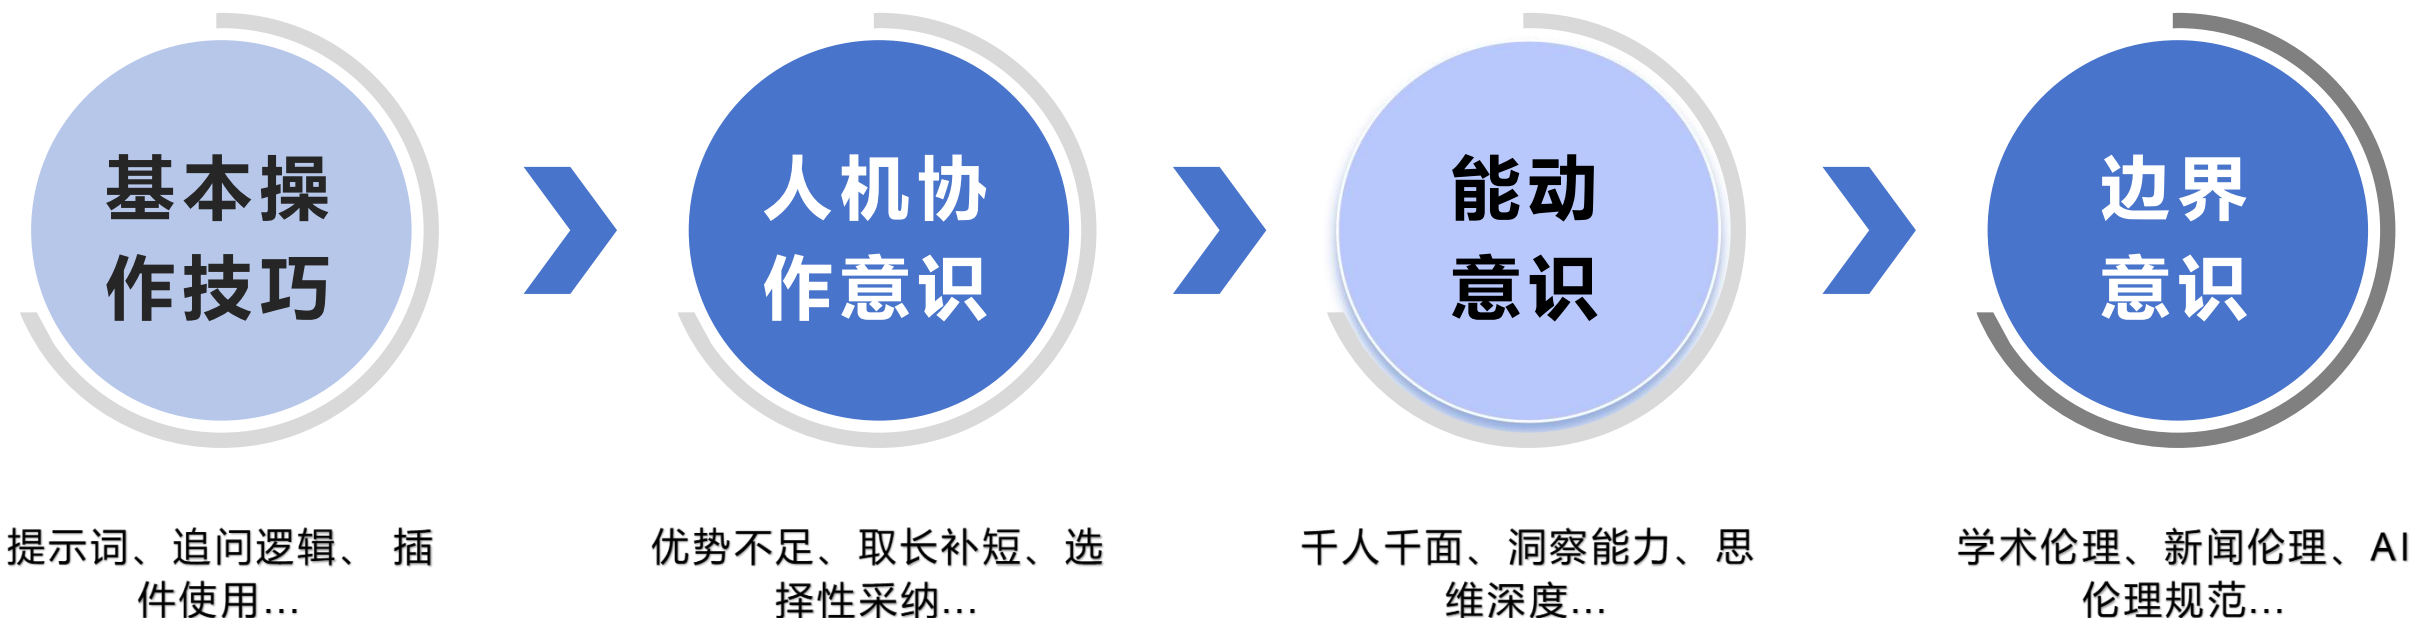 基本操
作技巧
人机协
作意识
能动
意识
边界
意识
提示词、追问逻辑、 插
件使用...
优势不足、取长补短、选
择性采纳...
千人千面、洞察能力、思
维深度...
学术伦理、新闻伦理、AI
伦理规范...